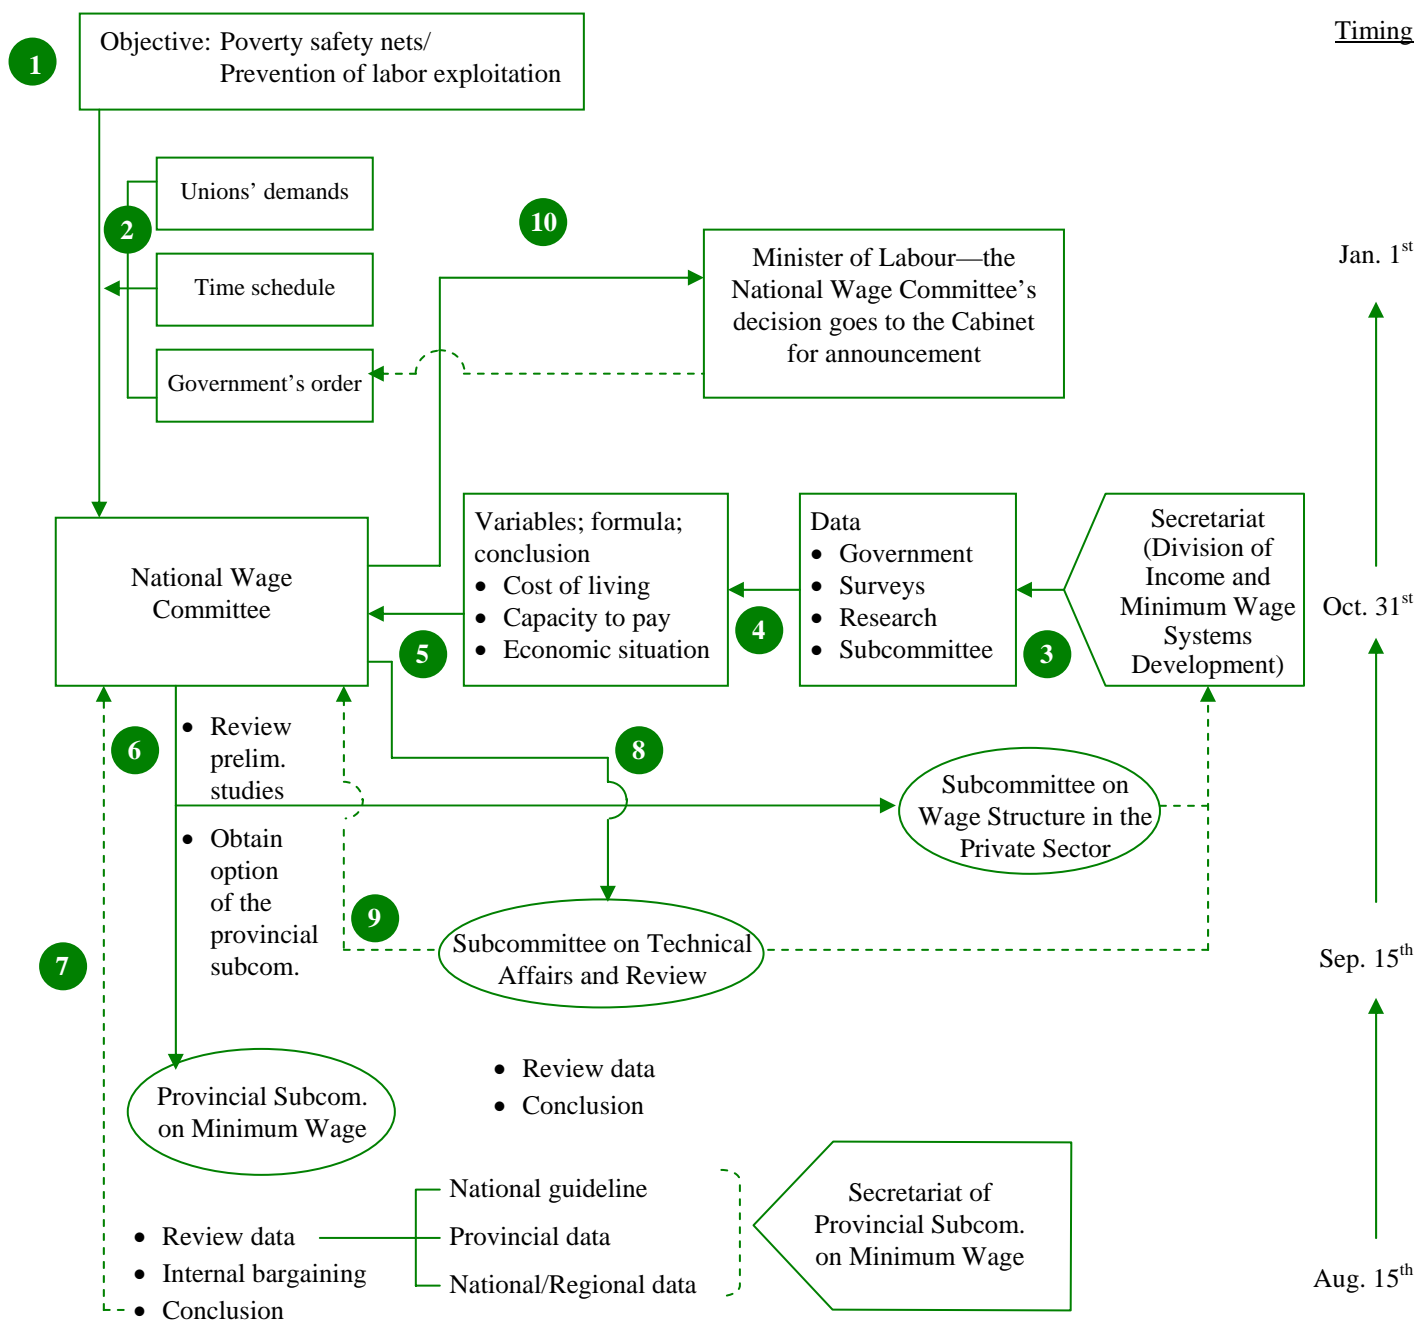 Timing
1
Objective: Poverty safety nets/
Prevention of labor exploitation
2
Unions’ demands
Time schedule
Government’s order
10
Minister of Labour—the
National Wage Committee’s
decision goes to the Cabinet
for announcement
Jan. 1st
National Wage
Committee
5
Variables; formula;
conclusion
• Cost of living
• Capacity to pay
• Economic situation
4
Data
• Government
• Surveys
• Research
• Subcommittee
3
Secretariat
(Division of
Income and
Minimum Wage
Systems
Development)
Oct. 31st
6
• Review
prelim.
studies
• Obtain
option
of the
provincial
subcom.
8
Subcommittee on
Wage Structure in the
Private Sector
7
9
Subcommittee on Technical
Affairs and Review
Sep. 15th
• Review data
• Conclusion
Provincial Subcom.
on Minimum Wage
• Review data
• Internal bargaining
• Conclusion
National guideline
Provincial data
National/Regional data
Secretariat of
Provincial Subcom.
on Minimum Wage
Aug. 15th